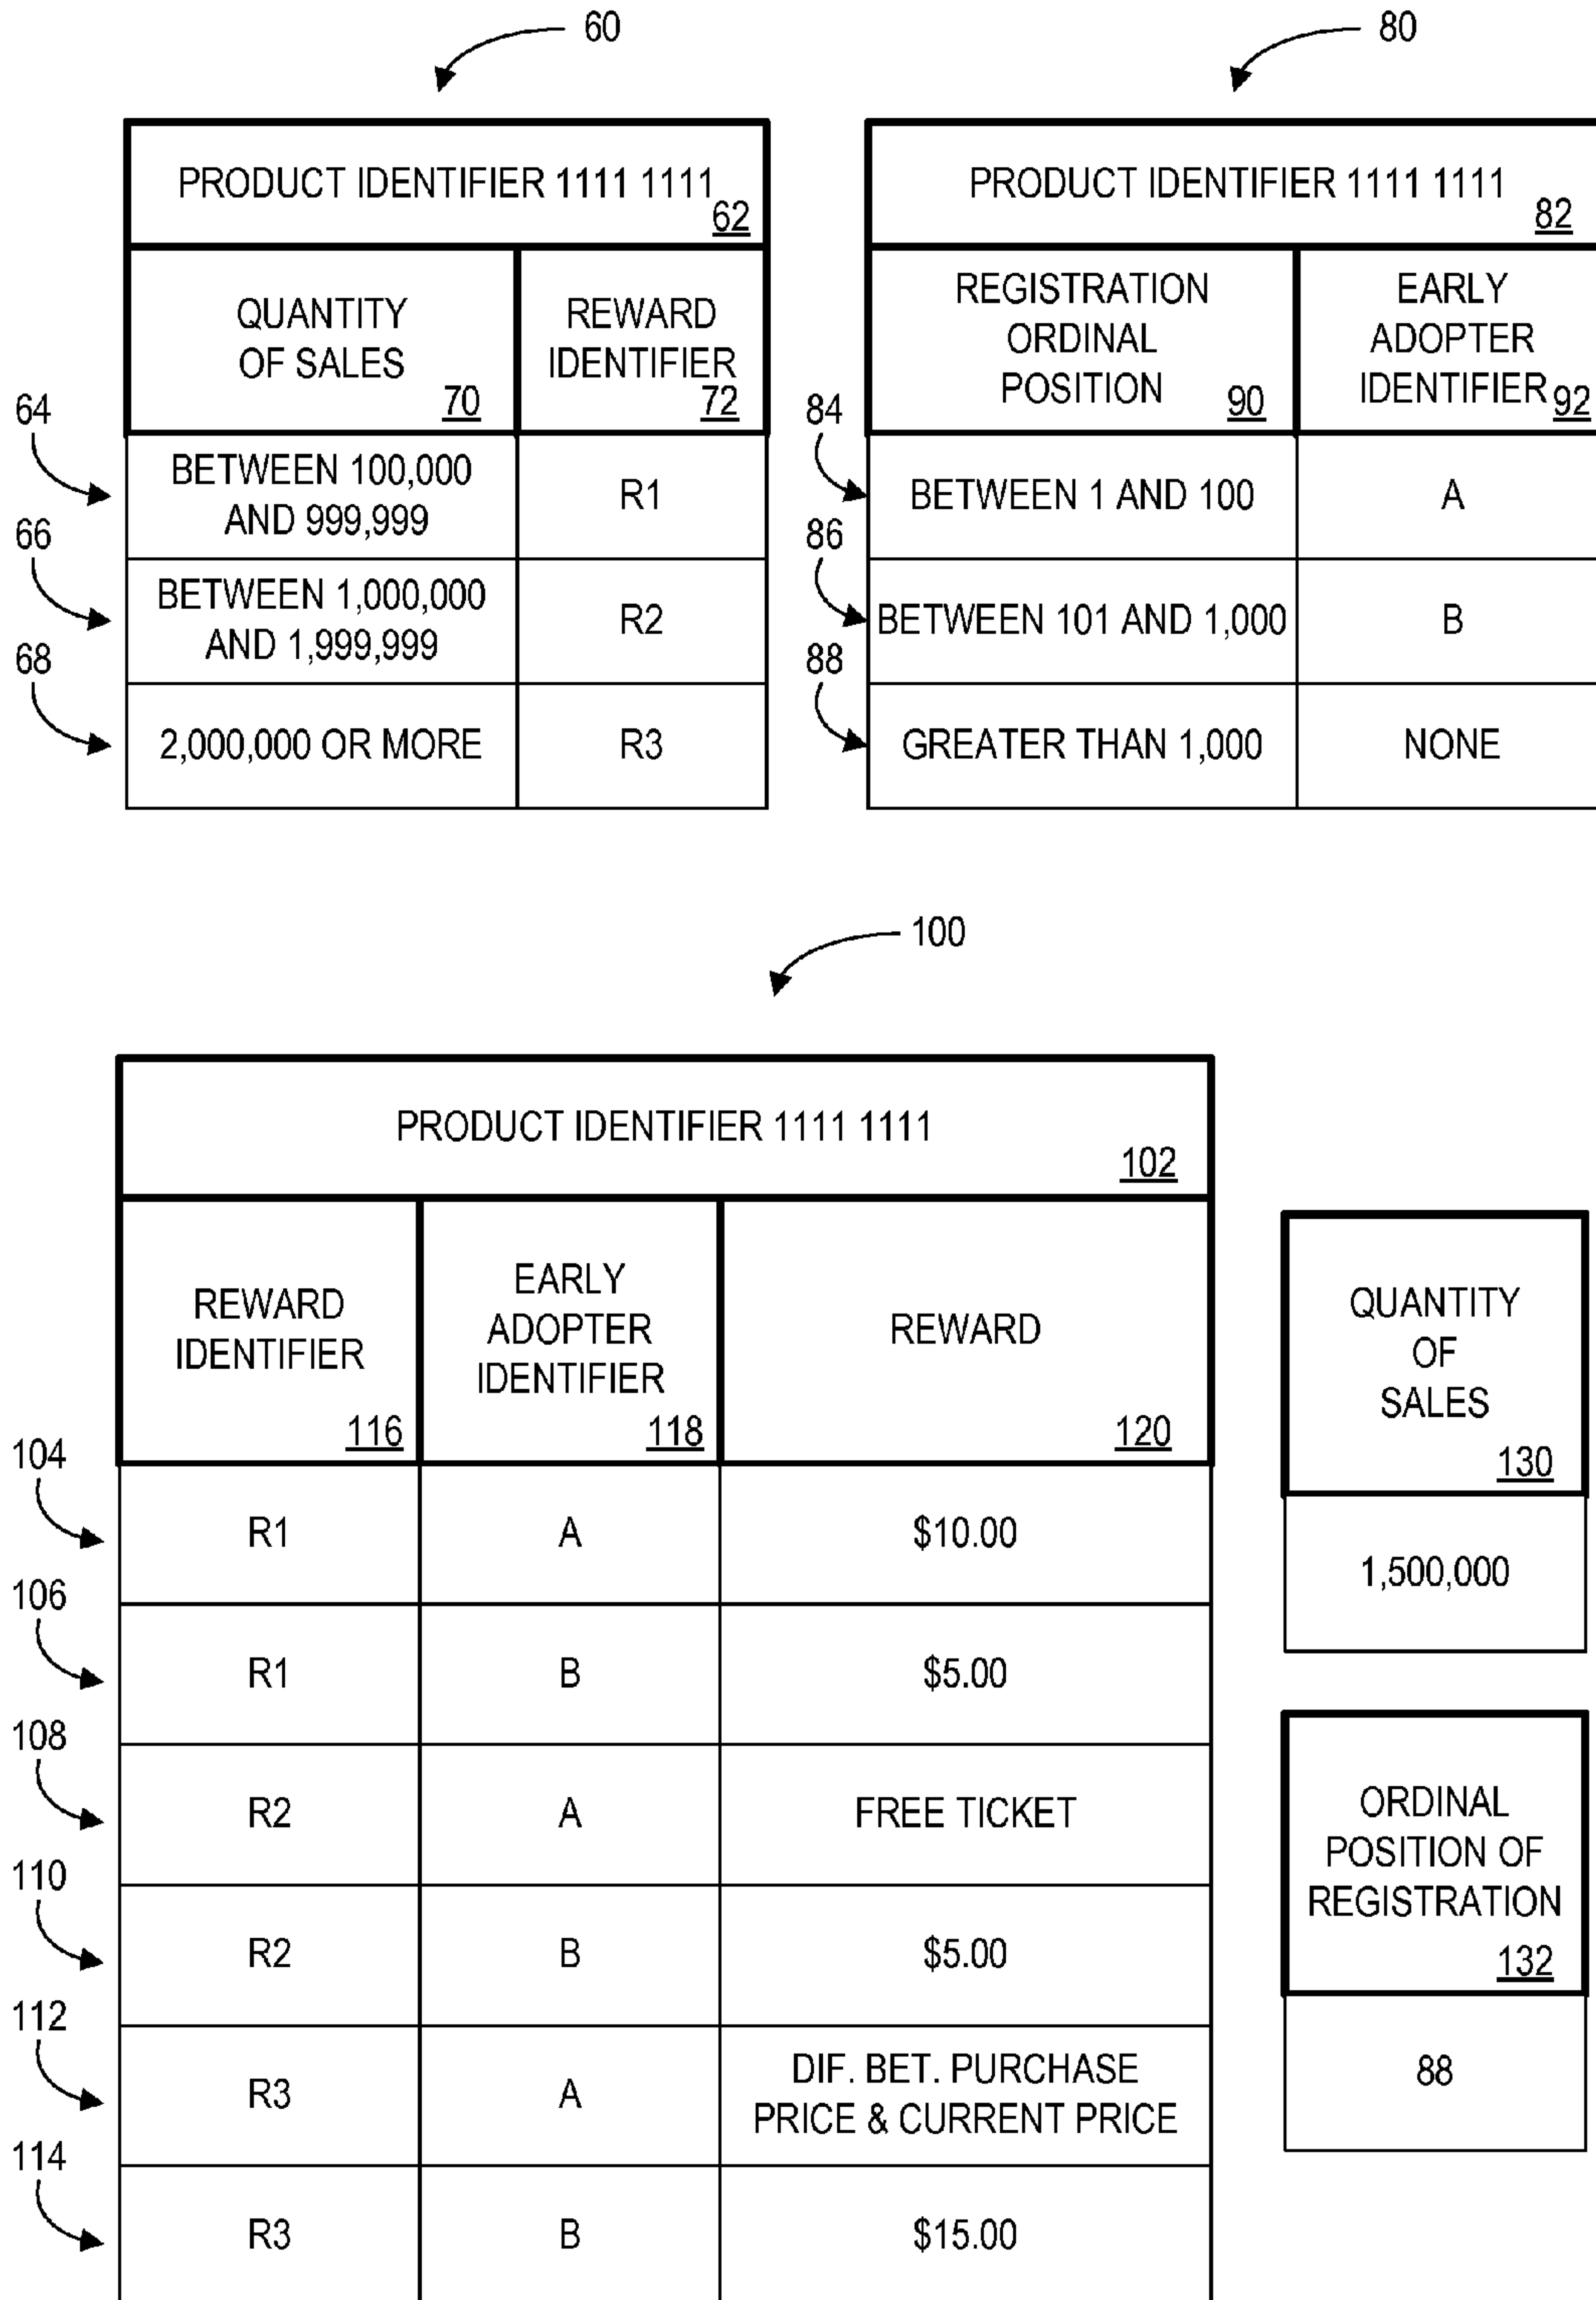 60
80
PRODUCT IDENTIFIER 1111 1111
62
QUANTITY
OF SALES
70
REWARD
IDENTIFIER
72
64
BETWEEN 100,000
AND 999,999
R1
66
BETWEEN 1,000,000
AND 1,999,999
R2
68
2,000,000 OR MORE
R3
PRODUCT IDENTIFIER 1111 1111
82
REGISTRATION
ORDINAL
POSITION
90
EARLY
ADOPTER
IDENTIFIER
92
84
BETWEEN 1 AND 100
A
86
BETWEEN 101 AND 1,000
B
88
GREATER THAN 1,000
NONE
100
PRODUCT IDENTIFIER 1111 1111
102
REWARD
IDENTIFIER
116
EARLY
ADOPTER
IDENTIFIER
118
REWARD
120
104
R1
A
$10.00
106
R1
B
$5.00
108
R2
A
FREE TICKET
110
R2
B
$5.00
112
R3
A
DIF. BET. PURCHASE
PRICE & CURRENT PRICE
114
R3
B
$15.00
QUANTITY
OF
SALES
130
1,500,000
ORDINAL
POSITION OF
REGISTRATION
132
88